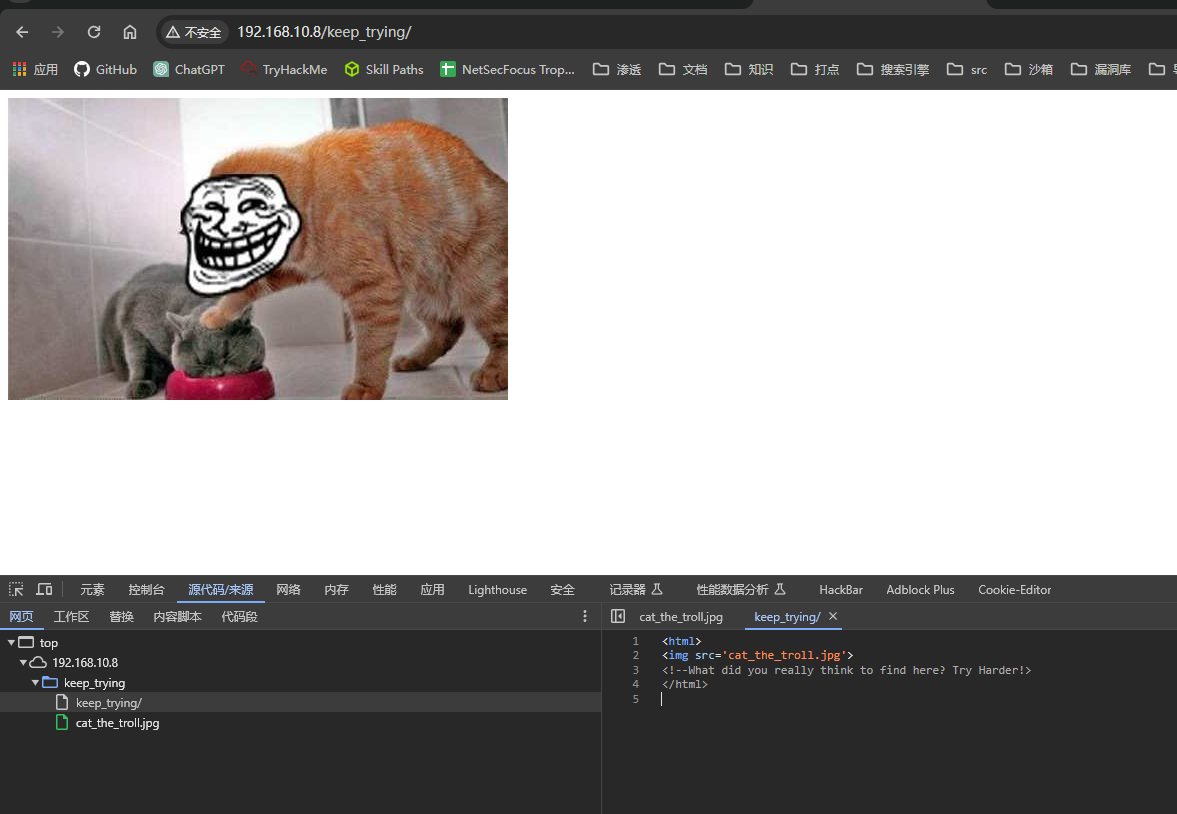 不安全 192.168.10.8/keep_trying/
应用 GitHub ChatGPT TryHackMe Skill Paths NetSecFocus Trop... 渗透 文档 知识 打点 搜索引擎 src 沙箱 漏洞库
元素 控制台 源代码/来源 网络 内存 性能 应用 Lighthouse 安全 记录器 性能数据分析 HackBar Adblock Plus Cookie-Editor
网页 工作区 替换 内容脚本 代码段
cat_the_troll.jpg keep_trying/
top
192.168.10.8
keep_trying
keep_trying/
cat_the_troll.jpg
1 <html>
2 <img src='cat_the_troll.jpg'>
3 <!--What did you really think to find here? Try Harder!>
4 </html>
5